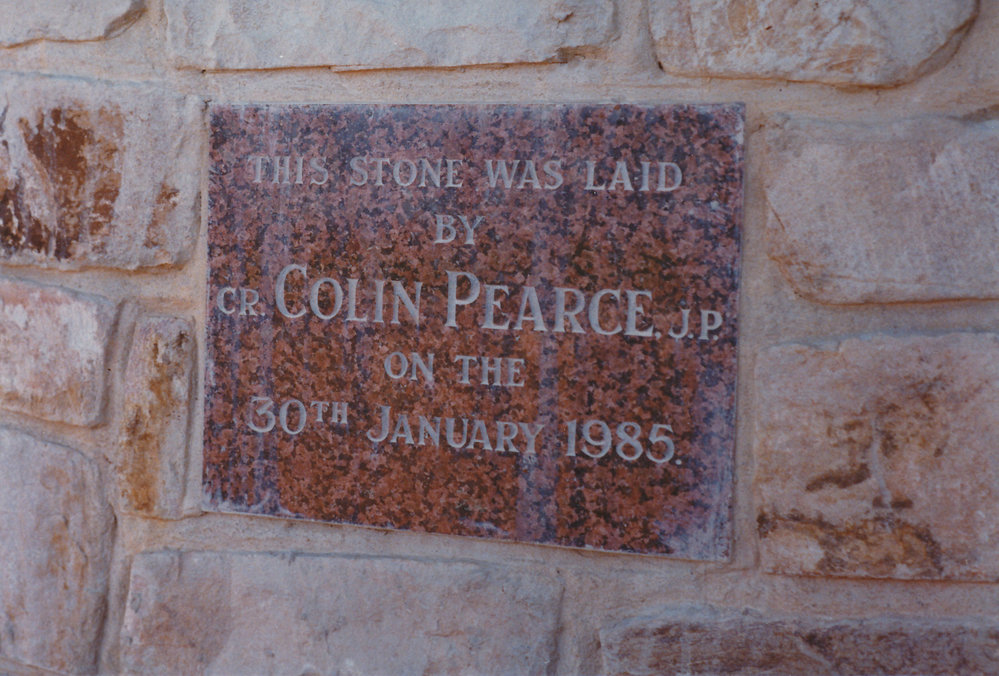 THIS STONE WAS LAID
BY
CR. COLIN PEARCE, J.P.
ON THE
30TH JANUARY 1985.